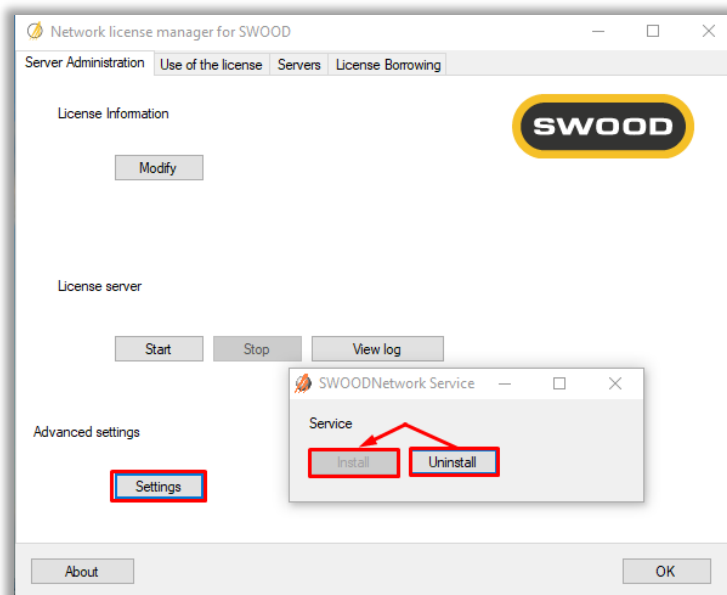 Network license manager for SWOOD
Server Administration Use of the license Servers License Borrowing
License Information
SWOOD
Modify
License server
Start Stop View log
SWOODNetwork Service
Service
Install Uninstall
Advanced settings
Settings
About OK